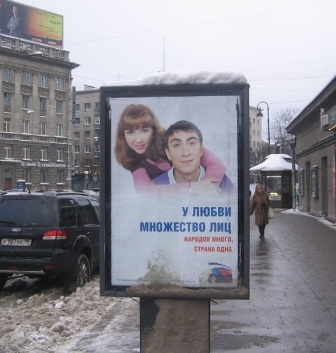 У ЛЮБВИ
МНОЖЕСТВО ЛИЦ
НАРОДОВ МНОГО,
СТРАНА ОДНА